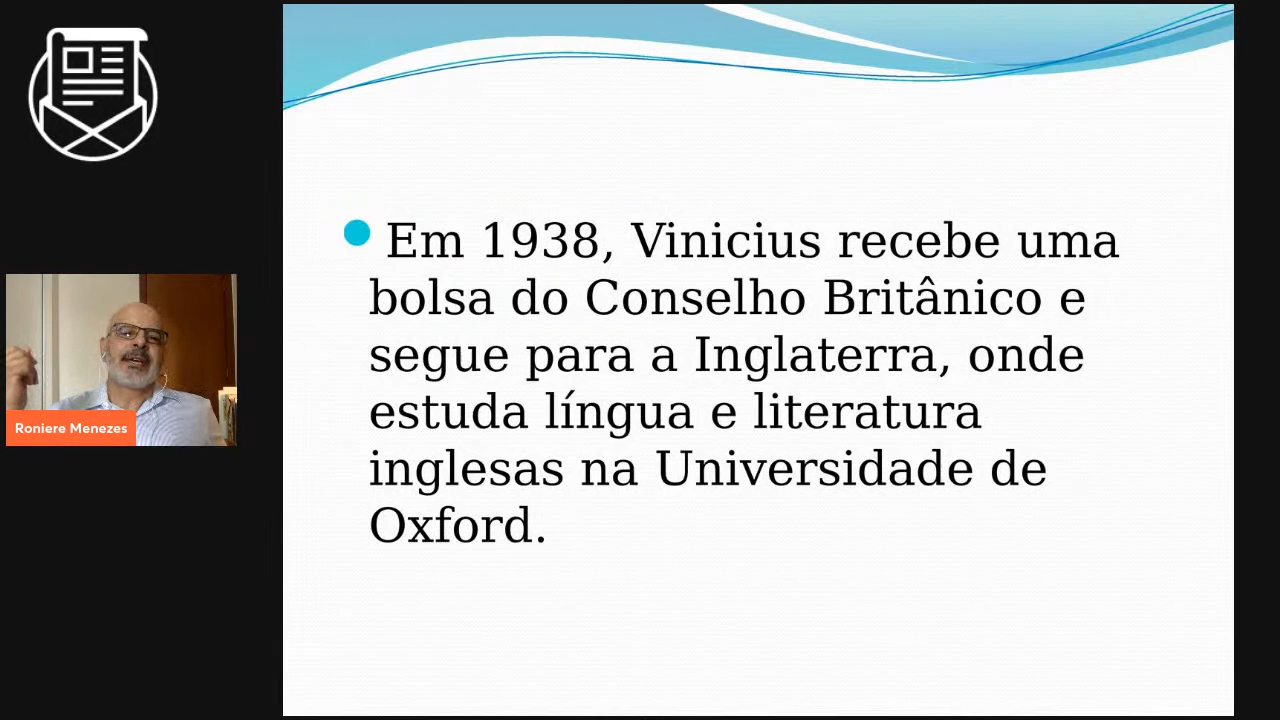 Em 1938, Vinicius recebe uma
bolsa do Conselho Britânico e
segue para a Inglaterra, onde
estuda língua e literatura
inglesas na Universidade de
Oxford.
Roniere Menezes